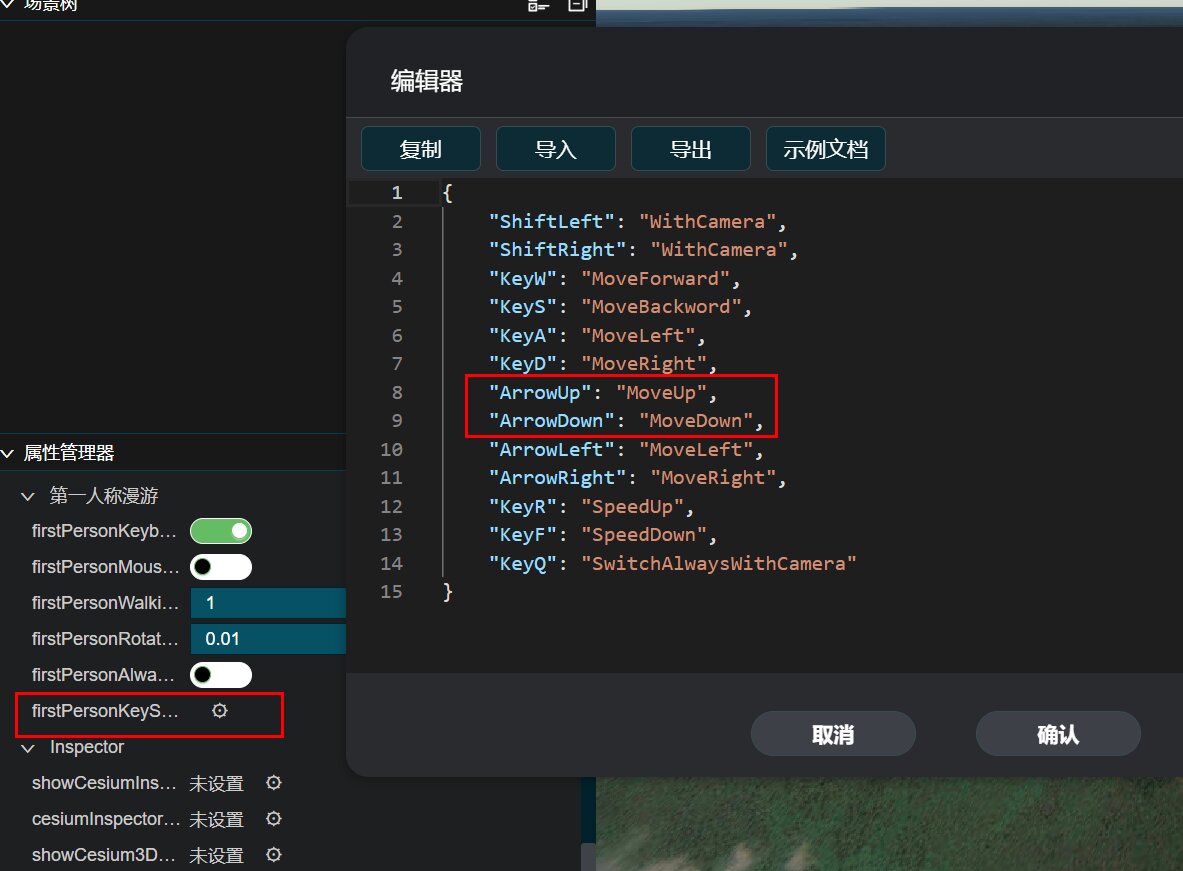 场景树
属性管理器
第一人称漫游
firstPersonKeyb...
firstPersonMous...
firstPersonWalki...
1
firstPersonRotat...
0.01
firstPersonAlwa...
firstPersonKeyS...
Inspector
showCesiumIns...
未设置
cesiumInspector...
未设置
showCesium3D...
未设置
编辑器
复制
导入
导出
示例文档
1 {
2 "ShiftLeft": "WithCamera",
3 "ShiftRight": "WithCamera",
4 "KeyW": "MoveForward",
5 "KeyS": "MoveBackword",
6 "KeyA": "MoveLeft",
7 "KeyD": "MoveRight",
8 "ArrowUp": "MoveUp",
9 "ArrowDown": "MoveDown",
10 "ArrowLeft": "MoveLeft",
11 "ArrowRight": "MoveRight",
12 "KeyR": "SpeedUp",
13 "KeyF": "SpeedDown",
14 "KeyQ": "SwitchAlwaysWithCamera"
15 }
取消
确认